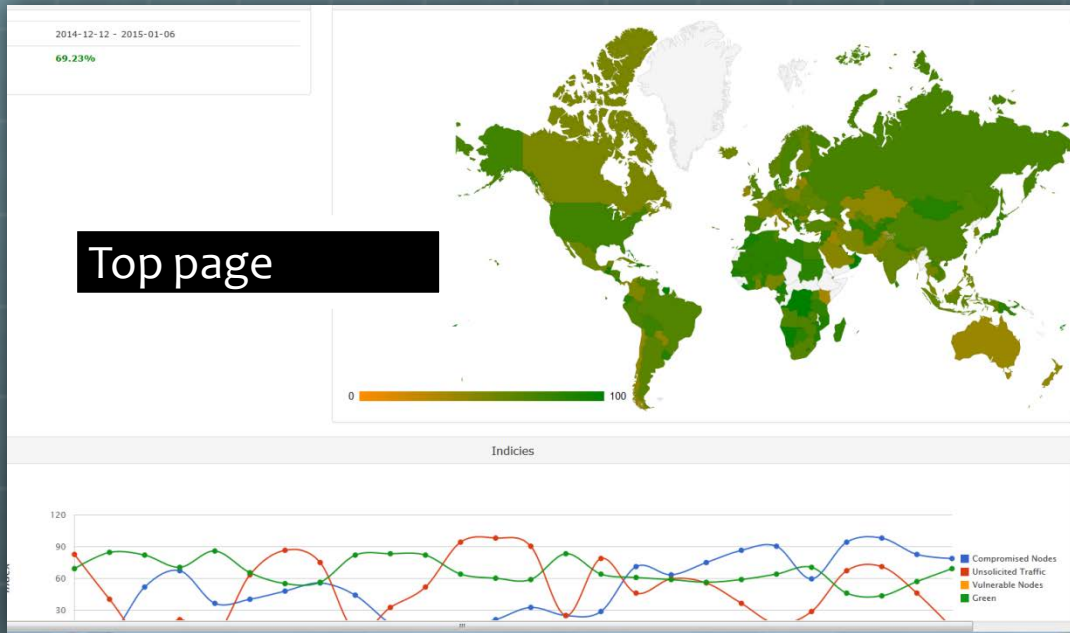 2014-12-12 - 2015-01-06
69.23%
Top page
0
100
Indicies
120
90
60
30
Compromised Nodes
Unsolicited Traffic
Vulnerable Nodes
Green